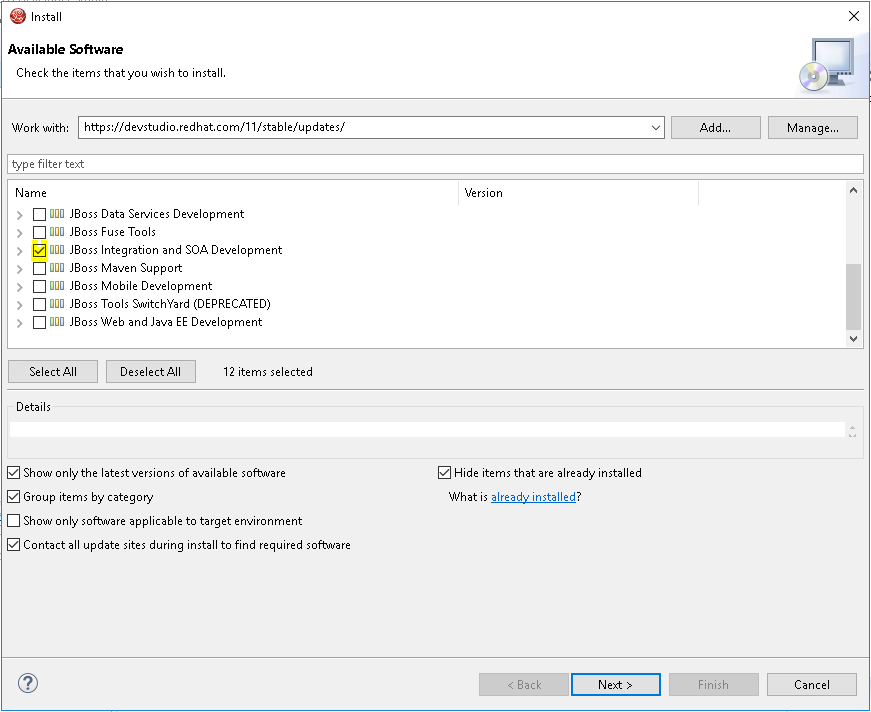 Install
Available Software
Check the items that you wish to install.
Work with: https://devstudio.redhat.com/11/stable/updates/ Add... Manage...
type filter text
Name Version
JBoss Data Services Development
JBoss Fuse Tools
JBoss Integration and SOA Development
JBoss Maven Support
JBoss Mobile Development
JBoss Tools SwitchYard (DEPRECATED)
JBoss Web and Java EE Development
Select All Deselect All 12 items selected
Details
Show only the latest versions of available software Hide items that are already installed
Group items by category What is already installed?
Show only software applicable to target environment
Contact all update sites during install to find required software
? < Back Next > Finish Cancel